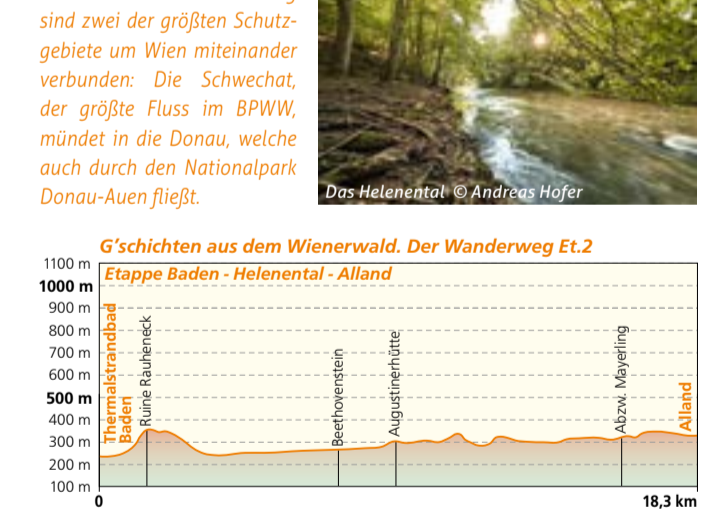 sind zwei der größten Schutz-
gebiete um Wien miteinander
verbunden: Die Schwechat,
der größte Fluss im BPWW,
mündet in die Donau, welche
auch durch den Nationalpark
Donau-Auen fließt.
Das Helenental © Andreas Hofer
G'schichten aus dem Wienerwald. Der Wanderweg Et.2
Etappe Baden - Helenental - Alland
1100 m
1000 m
900 m
800 m
700 m
600 m
500 m
400 m
300 m
200 m
100 m
Thermalstrandbad
Baden
Ruine Rauheneck
Beethovenstein
Augustinerhütte
Abzw. Mayerling
Alland
0
18,3 km